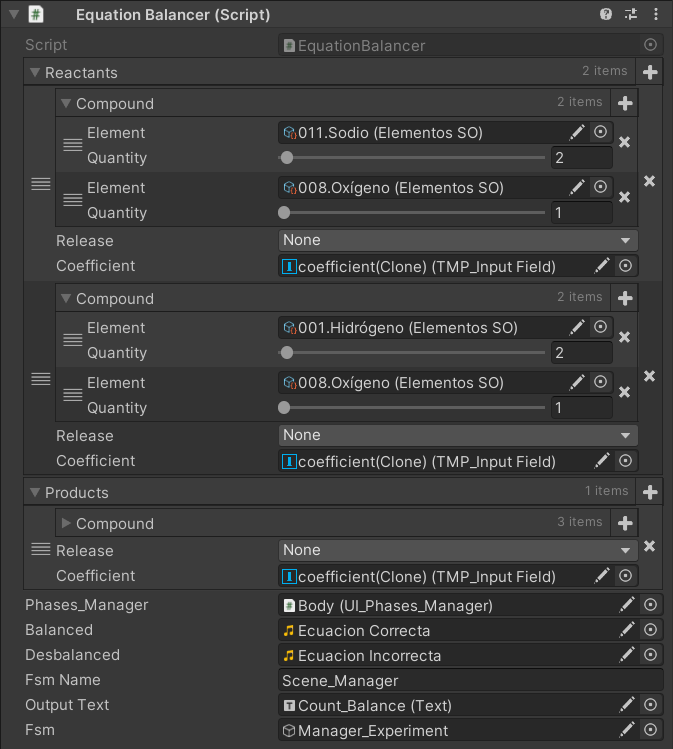 Equation Balancer (Script)
Script EquationBalancer
Reactants 2 items
Compound 2 items
Element 011.Sodio (Elementos SO)
Quantity 2
Element 008.Oxígeno (Elementos SO)
Quantity 1
Release None
Coefficient coefficient(Clone) (TMP_Input Field)
Compound 2 items
Element 001.Hidrógeno (Elementos SO)
Quantity 2
Element 008.Oxígeno (Elementos SO)
Quantity 1
Release None
Coefficient coefficient(Clone) (TMP_Input Field)
Products 1 items
Compound 3 items
Release None
Coefficient coefficient(Clone) (TMP_Input Field)
Phases_Manager Body (UI_Phases_Manager)
Balanced Ecuacion Correcta
Desbalanced Ecuacion Incorrecta
Fsm Name Scene_Manager
Output Text Count_Balance (Text)
Fsm Manager_Experiment